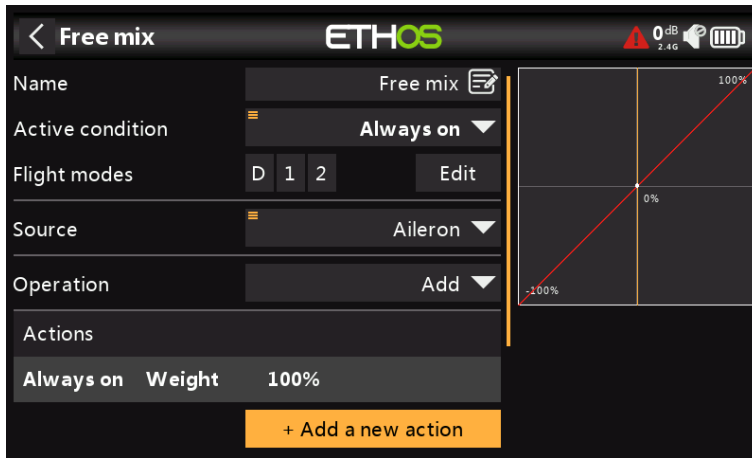 Free mix
ETHOS
0dB
2.4G
Name
Free mix
Active condition
Always on
Flight modes
D 1 2
Edit
Source
Aileron
Operation
Add
Actions
Always on Weight 100%
+ Add a new action
100%
0%
-100%